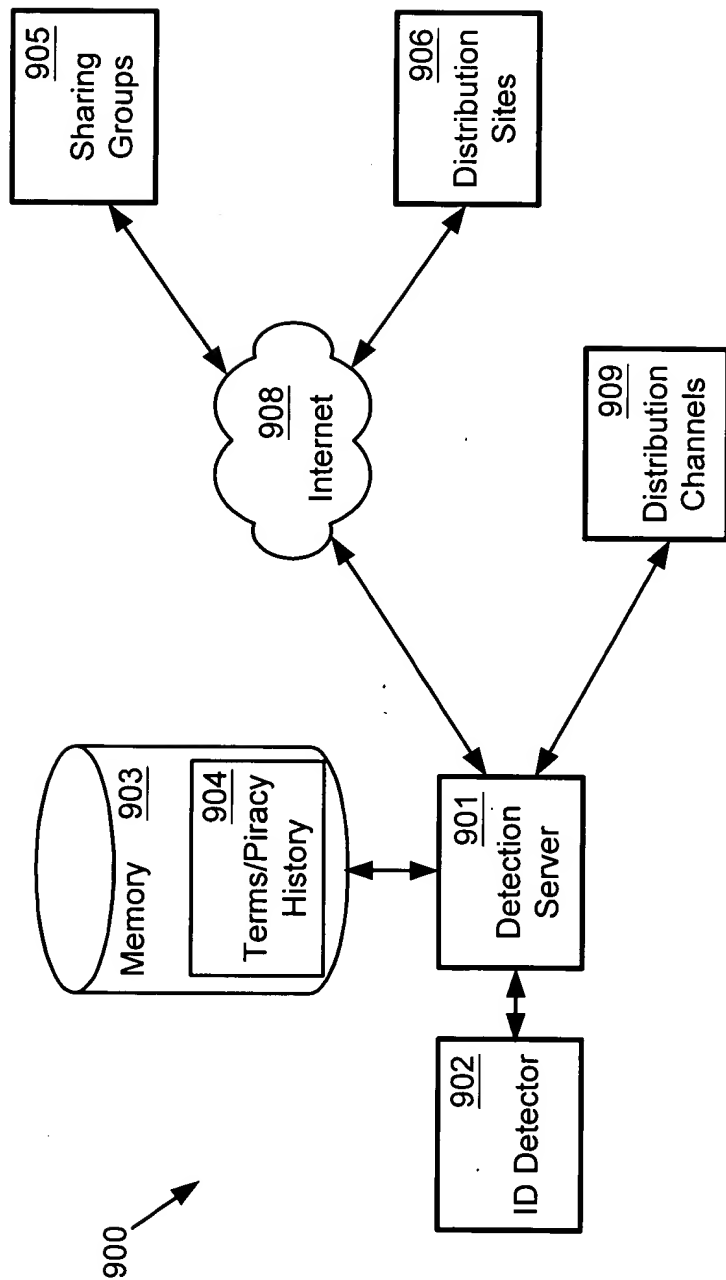 900
903
Memory
904
Terms/Piracy
History
902
ID Detector
901
Detection
Server
908
Internet
905
Sharing
Groups
906
Distribution
Sites
909
Distribution
Channels